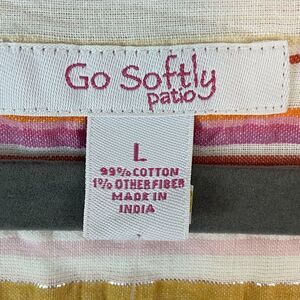 Go Softly
patio
L
99% COTTON
1% OTHER FIBER
MADE IN
INDIA